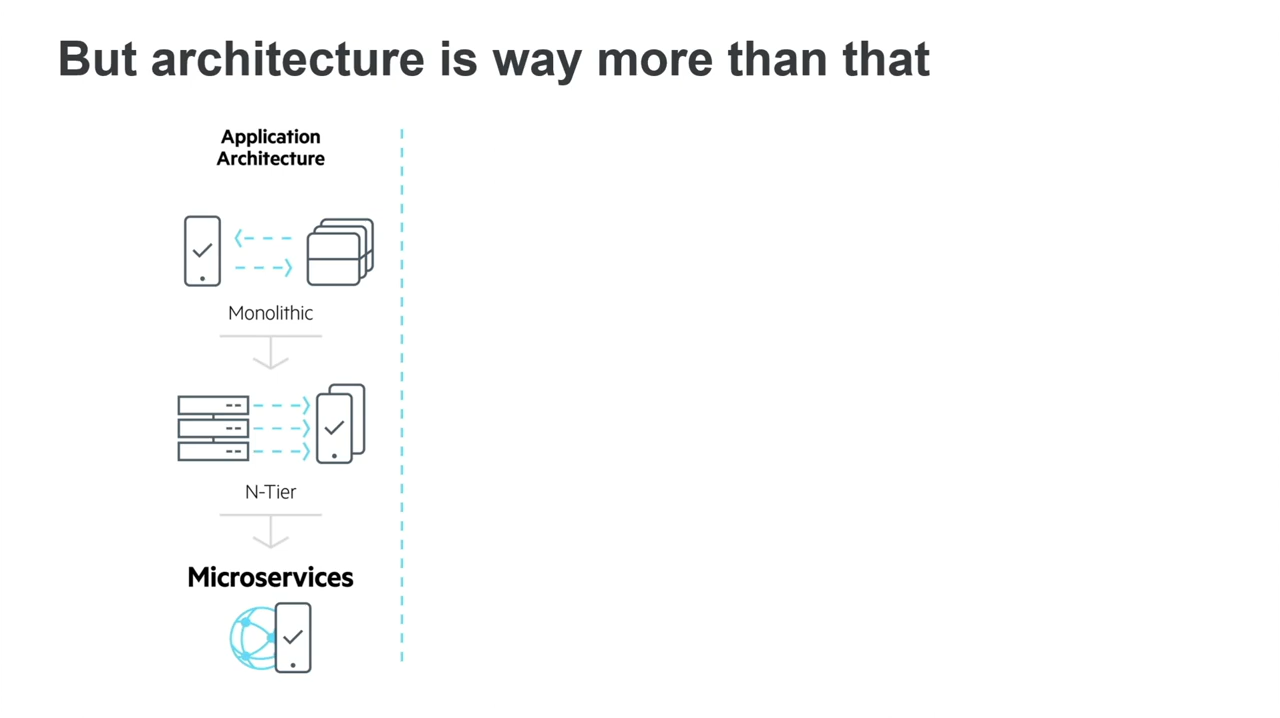 But architecture is way more than that
Application
Architecture
Monolithic
N-Tier
Microservices